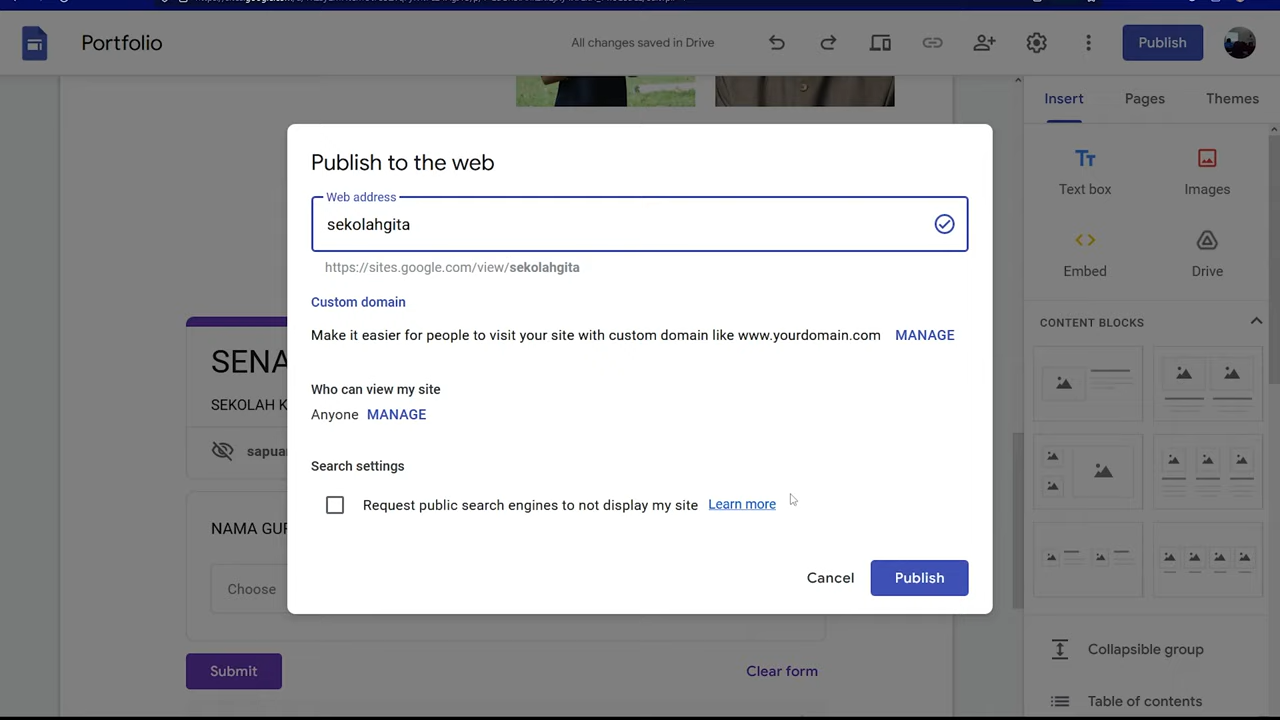 Portfolio
All changes saved in Drive
Publish
Insert
Pages
Themes
Publish to the web
Web address
sekolahgita
https://sites.google.com/view/sekolahgita
Custom domain
Make it easier for people to visit your site with custom domain like www.yourdomain.com MANAGE
Who can view my site
Anyone MANAGE
Search settings
Request public search engines to not display my site Learn more
Cancel
Publish
SENA
SEKOLAH K
sapua
NAMA GUR
Choose
Submit
Clear form
Tt
Text box
Images
Embed
Drive
CONTENT BLOCKS
Collapsible group
Table of contents